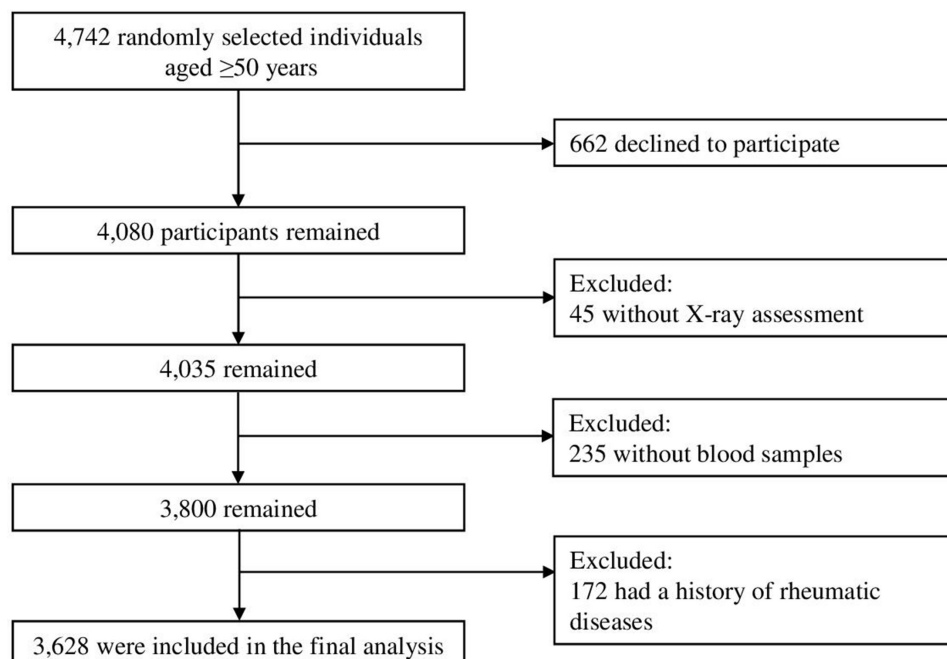 4,742 randomly selected individuals
aged ≥50 years
662 declined to participate
4,080 participants remained
Excluded:
45 without X-ray assessment
4,035 remained
Excluded:
235 without blood samples
3,800 remained
Excluded:
172 had a history of rheumatic
diseases
3,628 were included in the final analysis